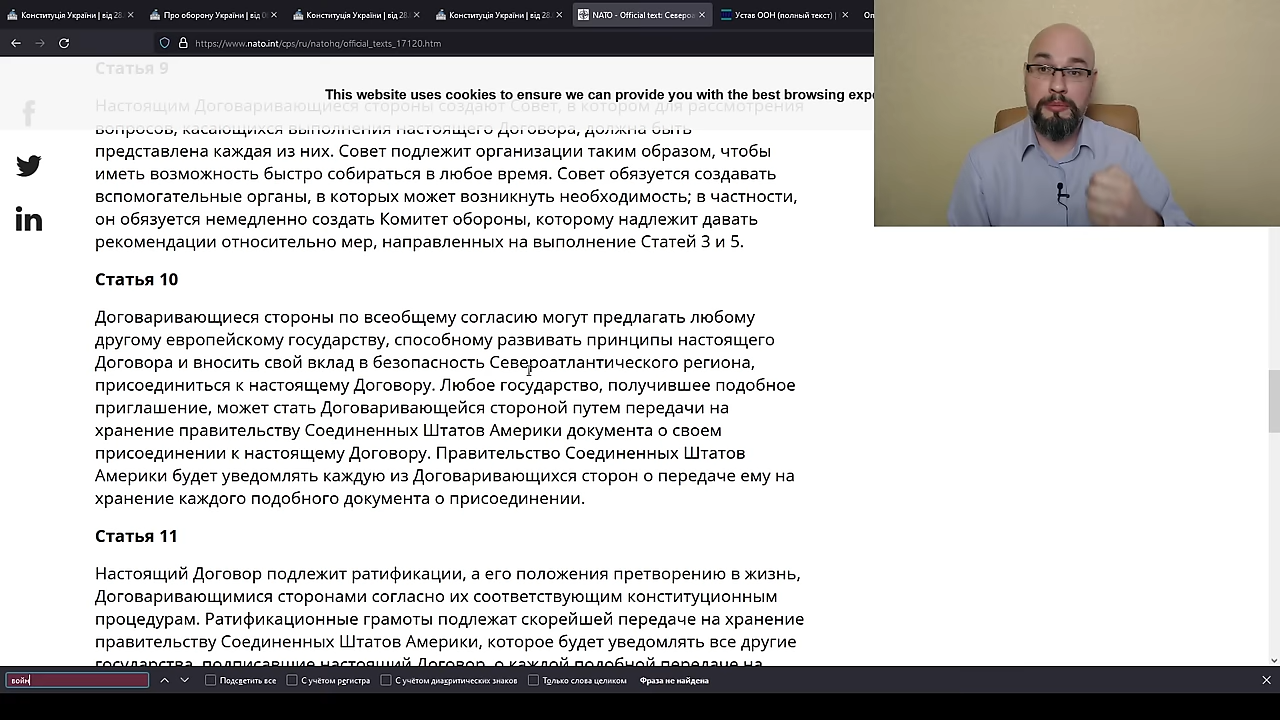 Конституція України | від 28.
Про оборону України | від 0
Конституція України | від 28.
Конституція України | від 28.
NATO - Official text: Североа
Устав ООН (полный текст) |
https://www.nato.int/cps/ru/natohq/official_texts_17120.htm
This website uses cookies to ensure we can provide you with the best browsing expe
Статья 9
Настоящим Договаривающиеся стороны создают Совет, в котором для рассмотрения
вопросов, касающихся выполнения настоящего Договора, должна быть
представлена каждая из них. Совет подлежит организации таким образом, чтобы
иметь возможность быстро собираться в любое время. Совет обязуется создавать
вспомогательные органы, в которых может возникнуть необходимость; в частности,
он обязуется немедленно создать Комитет обороны, которому надлежит давать
рекомендации относительно мер, направленных на выполнение Статей 3 и 5.
Статья 10
Договаривающиеся стороны по всеобщему согласию могут предлагать любому
другому европейскому государству, способному развивать принципы настоящего
Договора и вносить свой вклад в безопасность Североатлантического региона,
присоединиться к настоящему Договору. Любое государство, получившее подобное
приглашение, может стать Договаривающейся стороной путем передачи на
хранение правительству Соединенных Штатов Америки документа о своем
присоединении к настоящему Договору. Правительство Соединенных Штатов
Америки будет уведомлять каждую из Договаривающихся сторон о передаче ему на
хранение каждого подобного документа о присоединении.
Статья 11
Настоящий Договор подлежит ратификации, а его положения претворению в жизнь,
Договаривающимися сторонами согласно их соответствующим конституционным
процедурам. Ратификационные грамоты подлежат скорейшей передаче на хранение
правительству Соединенных Штатов Америки, которое будет уведомлять все другие
государства, подписавшие настоящий Договор, о каждой подобной передаче на
войн
Подсветить все
С учётом регистра
С учётом диакритических знаков
Только слова целиком
Фраза не найдена